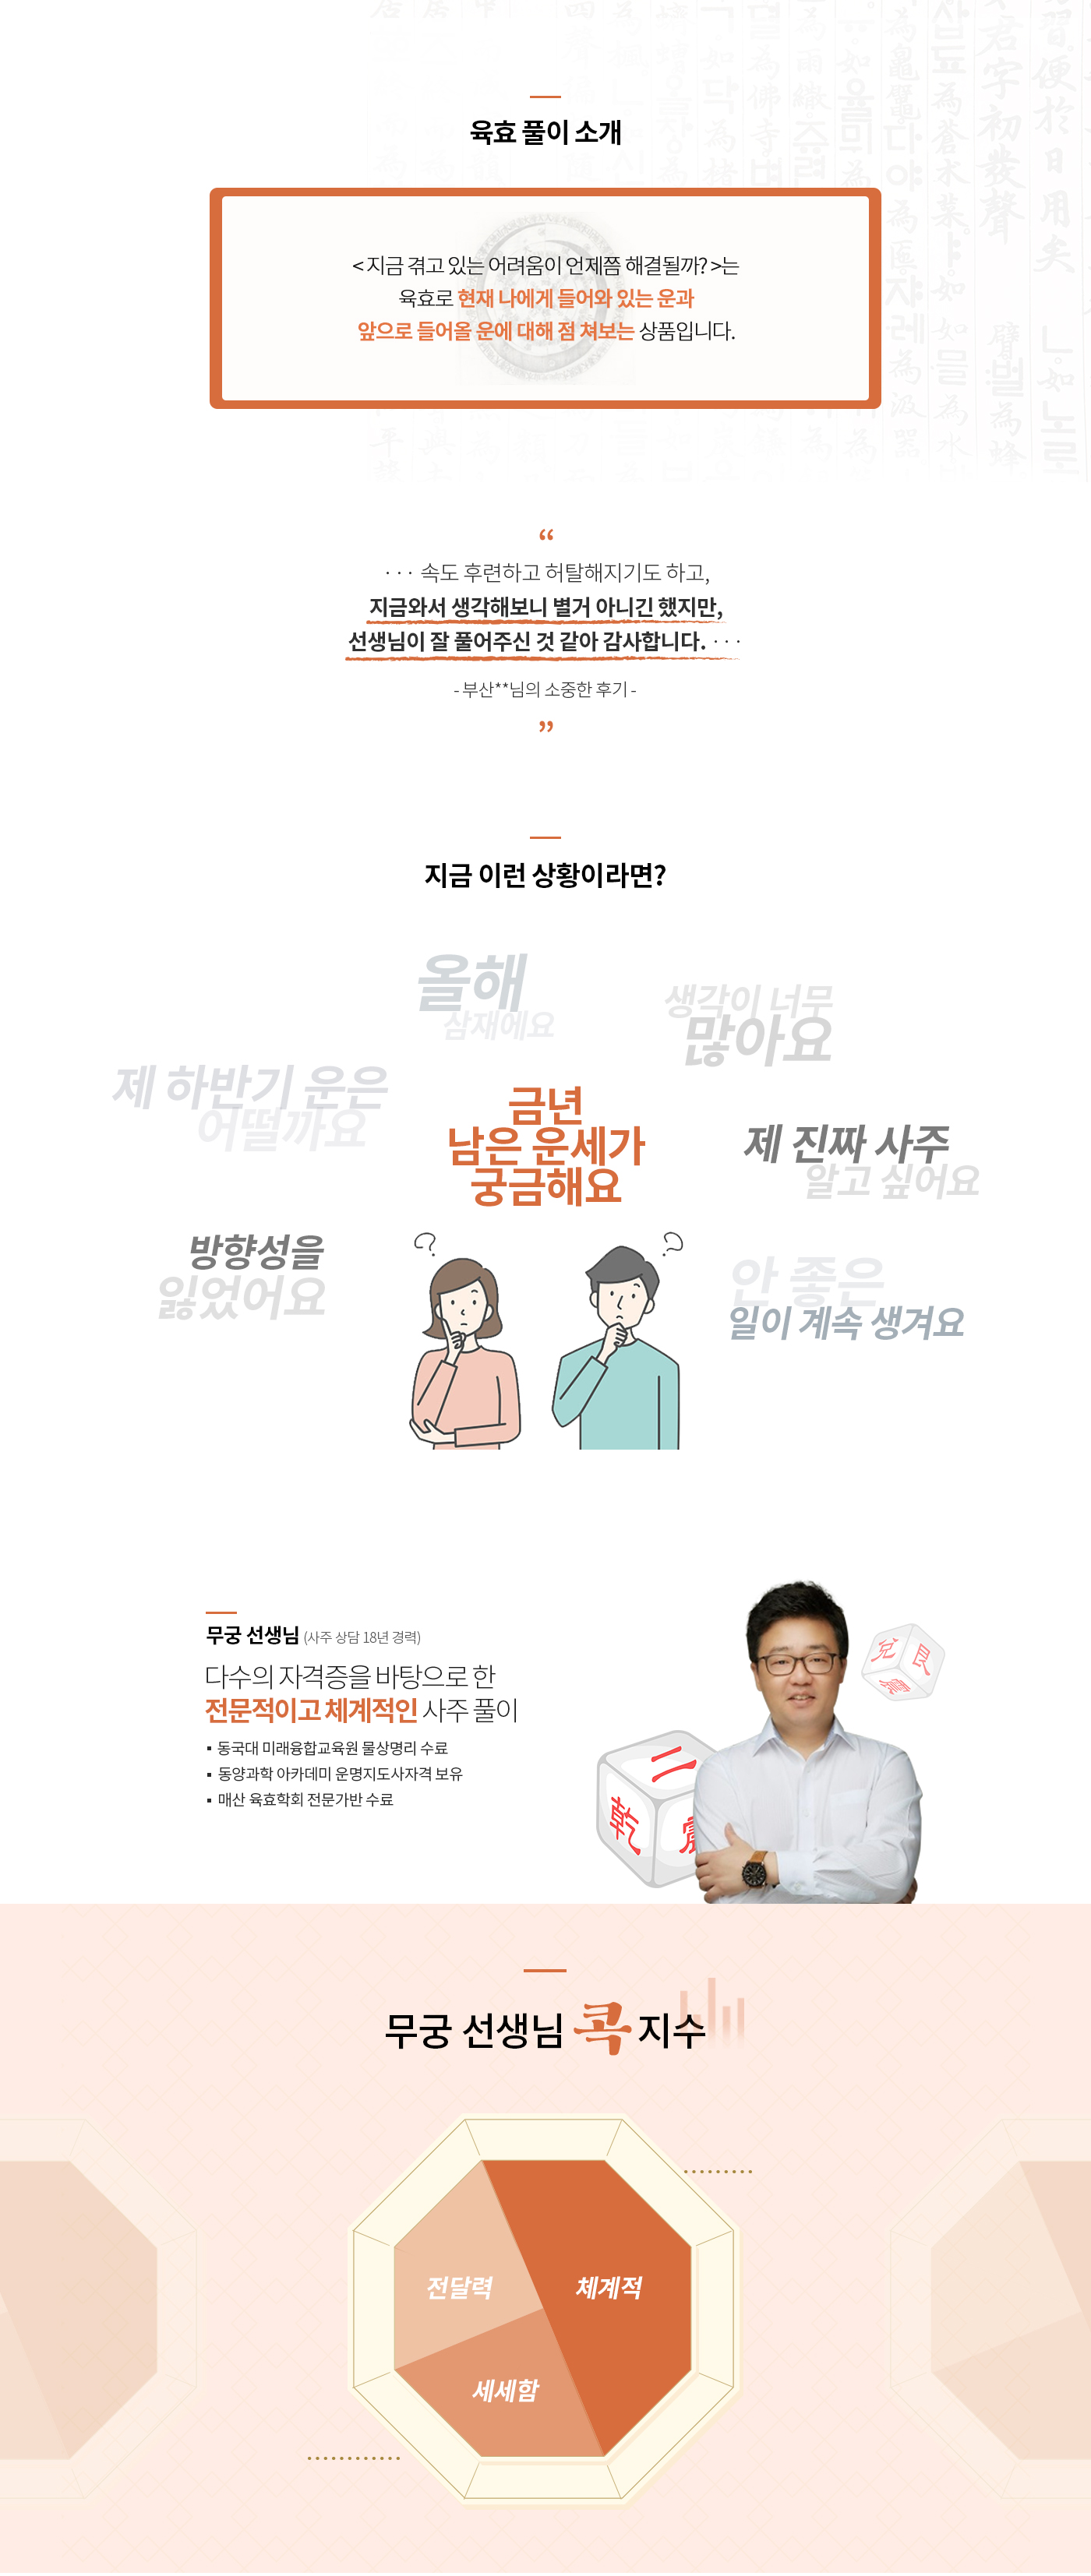 육효 풀이 소개
< 지금 겪고 있는 어려움이 언제쯤 해결될까? >는
육효로 현재 나에게 들어와 있는 운과
앞으로 들어올 운에 대해 점 쳐보는 상품입니다.
“
··· 속도 후련하고 허탈해지기도 하고,
지금와서 생각해보니 별거 아니긴 했지만,
선생님이 잘 풀어주신 것 같아 감사합니다. ···
- 부산**님의 소중한 후기 -
”
지금 이런 상황이라면?
올해
삼재에요
생각이 너무
많아요
제 하반기 운은
어떨까요
금년
남은 운세가
궁금해요
제 진짜 사주
알고 싶어요
방향성을
잃었어요
안 좋은
일이 계속 생겨요
무궁 선생님 (사주 상담 18년 경력)
다수의 자격증을 바탕으로 한
전문적이고 체계적인 사주 풀이
▪ 동국대 미래융합교육원 물상명리 수료
▪ 동양과학 아카데미 운명지도사자격 보유
▪ 매산 육효학회 전문가반 수료
兌 艮
二
乾
무궁 선생님 콕 지수
전달력
체계적
세세함